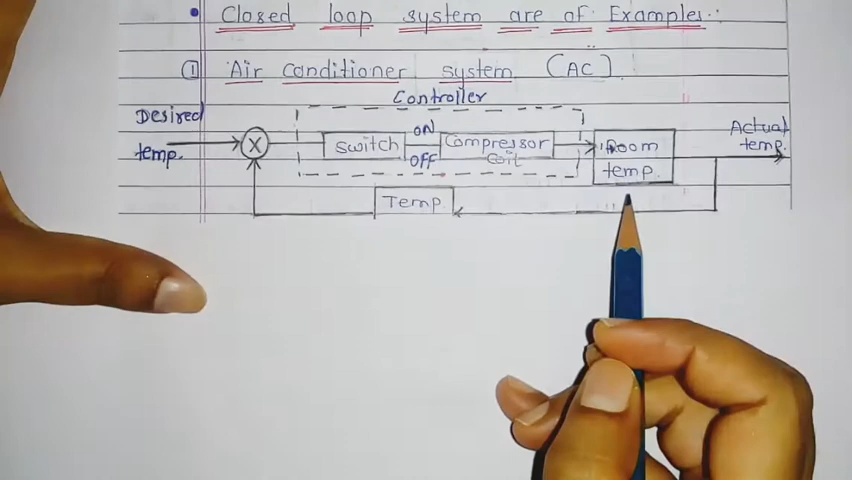 • Closed loop system are of Examples:
① Air conditioner system (AC)
Controller
Desired temp.
X
switch
ON
OFF
Compressor
Coil
Room
temp.
Actual
temp.
Temp.